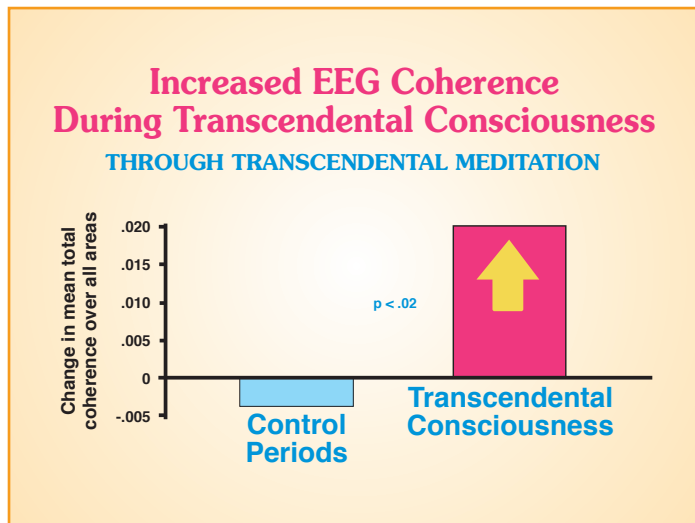 Increased EEG Coherence
During Transcendental Consciousness
THROUGH TRANSCENDENTAL MEDITATION
Change in mean total
coherence over all areas
.020
.015
.010
.005
0
-.005
p < .02
Control
Periods
Transcendental
Consciousness